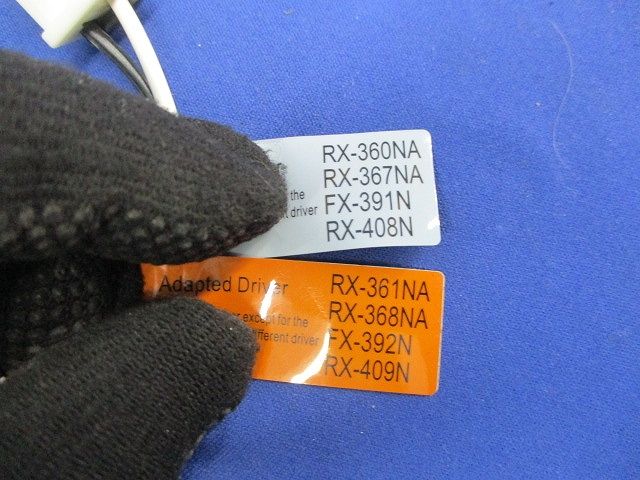 RX-360NA
RX-367NA
the FX-391N
driver RX-408N
Adapted Driver RX-361NA
except for the RX-368NA
different driver FX-392N
RX-409N